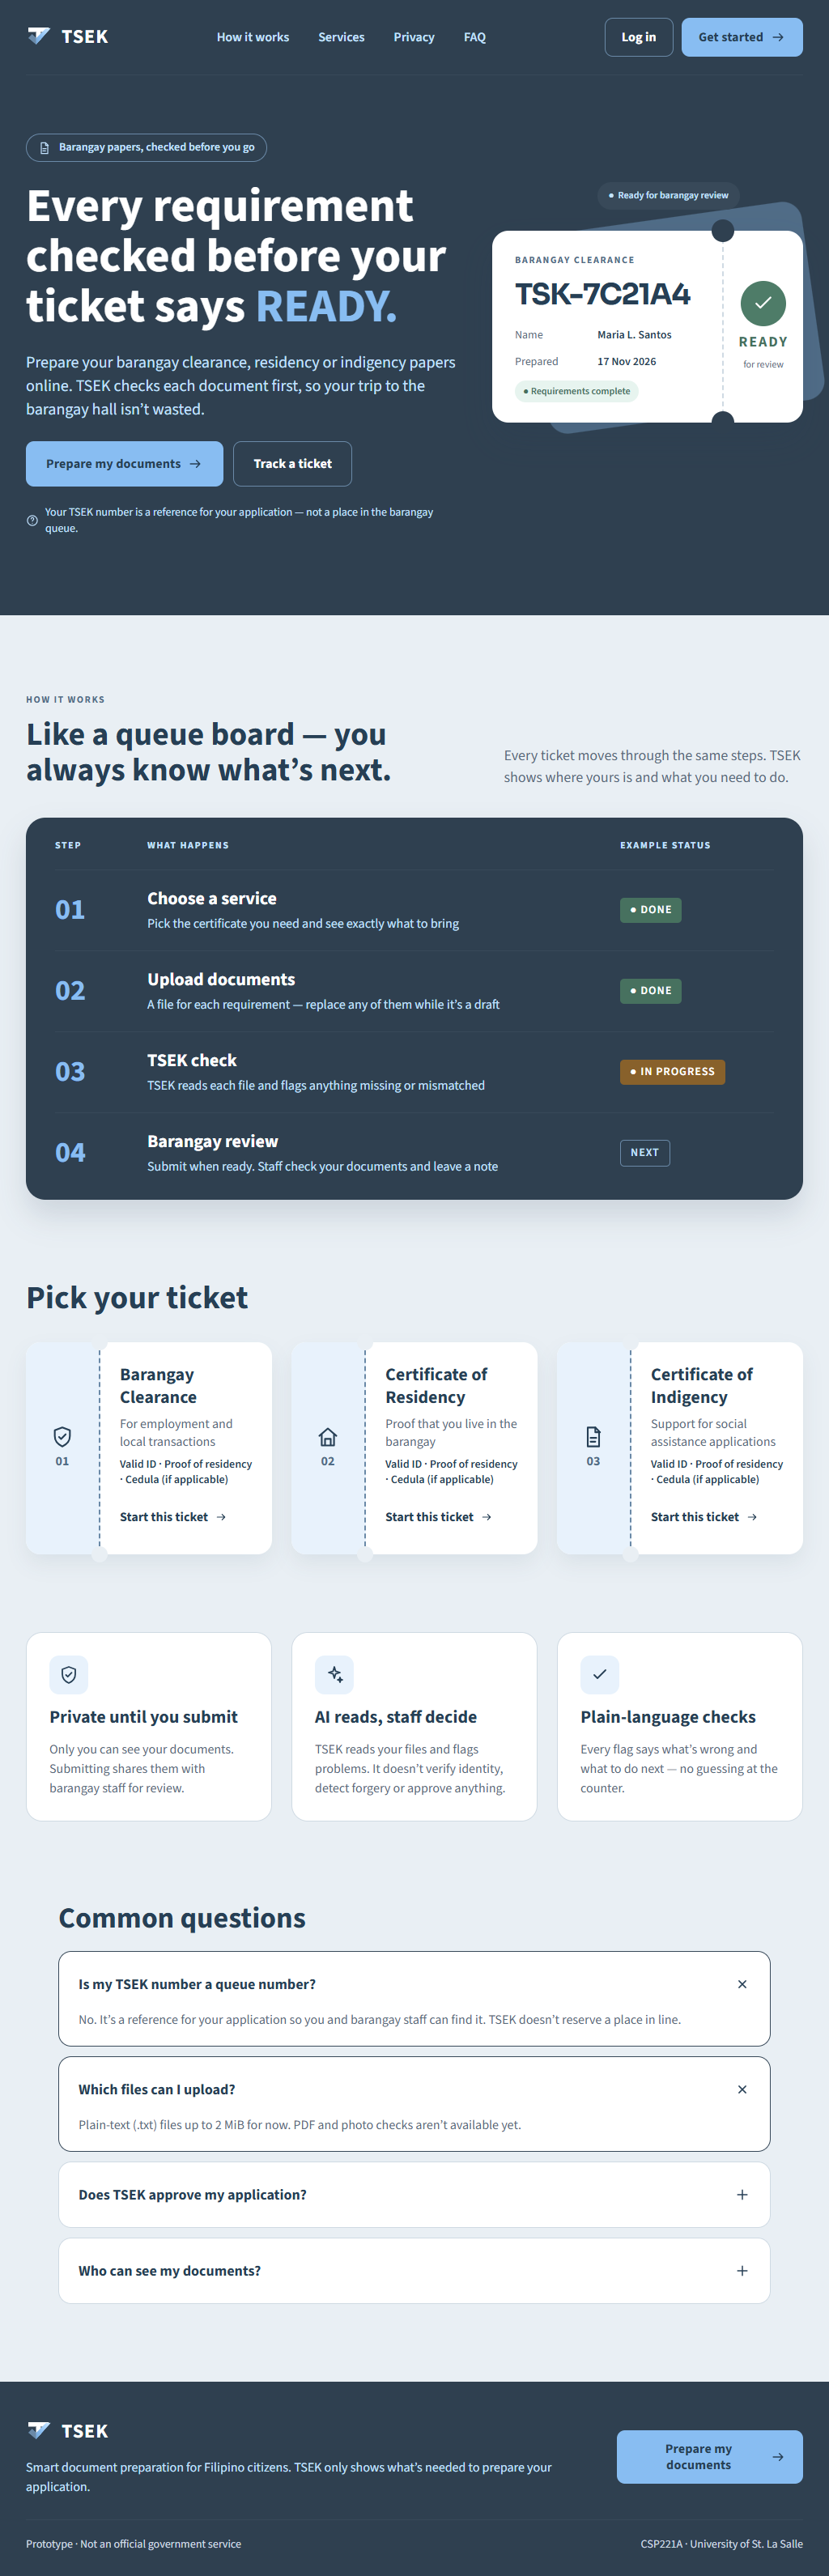 TSEK
How it works
Services
Privacy
FAQ
Log in
Get started
Barangay papers, checked before you go
Every requirement
checked before your
ticket says READY.
Prepare your barangay clearance, residency or indigency papers
online. TSEK checks each document first, so your trip to the
barangay hall isn’t wasted.
Prepare my documents
Track a ticket
Your TSEK number is a reference for your application — not a place in the barangay
queue.
Ready for barangay review
BARANGAY CLEARANCE
TSK-7C21A4
Name Maria L. Santos
Prepared 17 Nov 2026
Requirements complete
READY
for review
HOW IT WORKS
Like a queue board — you
always know what’s next.
Every ticket moves through the same steps. TSEK
shows where yours is and what you need to do.
STEP WHAT HAPPENS EXAMPLE STATUS
01
Choose a service
Pick the certificate you need and see exactly what to bring
DONE
02
Upload documents
A file for each requirement — replace any of them while it’s a draft
DONE
03
TSEK check
TSEK reads each file and flags anything missing or mismatched
IN PROGRESS
04
Barangay review
Submit when ready. Staff check your documents and leave a note
NEXT
Pick your ticket
01
Barangay
Clearance
For employment and
local transactions
Valid ID · Proof of residency
· Cedula (if applicable)
Start this ticket
02
Certificate of
Residency
Proof that you live in the
barangay
Valid ID · Proof of residency
· Cedula (if applicable)
Start this ticket
03
Certificate of
Indigency
Support for social
assistance applications
Valid ID · Proof of residency
· Cedula (if applicable)
Start this ticket
Private until you submit
Only you can see your documents.
Submitting shares them with
barangay staff for review.
AI reads, staff decide
TSEK reads your files and flags
problems. It doesn’t verify identity,
detect forgery or approve anything.
Plain-language checks
Every flag says what’s wrong and
what to do next — no guessing at the
counter.
Common questions
Is my TSEK number a queue number?
No. It’s a reference for your application so you and barangay staff can find it. TSEK doesn’t reserve a place in line.
Which files can I upload?
Plain-text (.txt) files up to 2 MiB for now. PDF and photo checks aren’t available yet.
Does TSEK approve my application?
Who can see my documents?
TSEK
Smart document preparation for Filipino citizens. TSEK only shows what’s needed to prepare your
application.
Prepare my
documents
Prototype · Not an official government service
CSP221A · University of St. La Salle